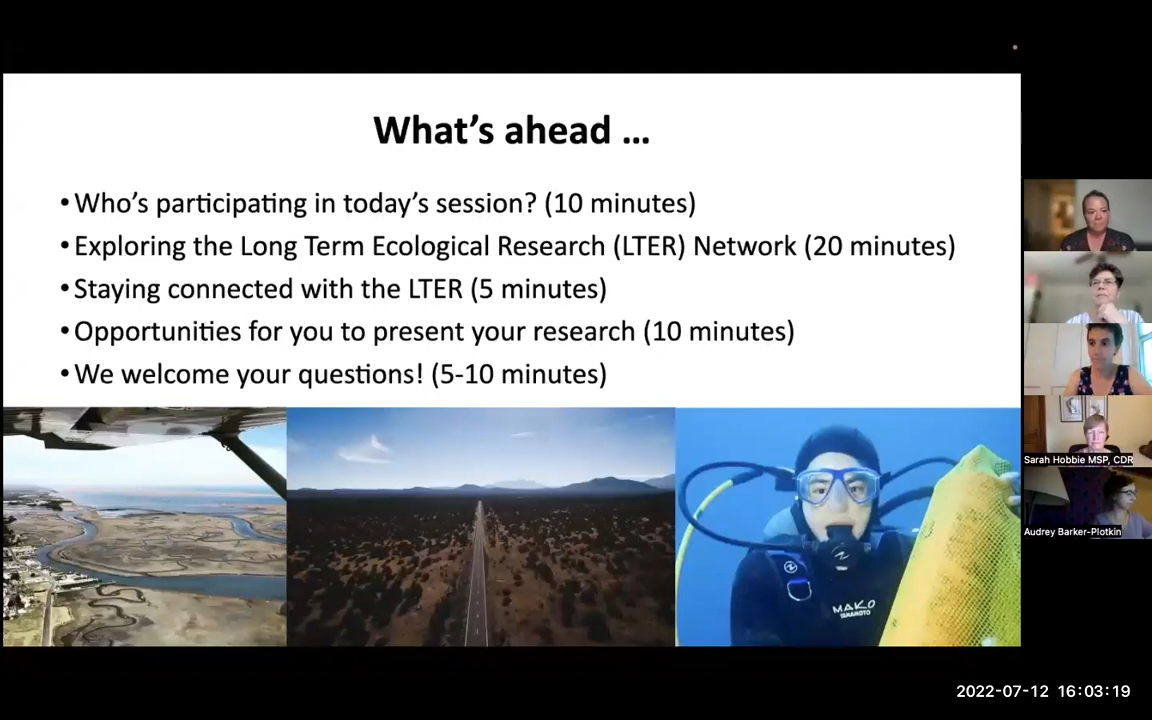 What's ahead ...
• Who's participating in today's session? (10 minutes)
• Exploring the Long Term Ecological Research (LTER) Network (20 minutes)
• Staying connected with the LTER (5 minutes)
• Opportunities for you to present your research (10 minutes)
• We welcome your questions! (5-10 minutes)
MAKO
YAMAMOTO
Sarah Hobbie MSP, CDR
Audrey Barker-Plotkin
2022-07-12 16:03:19